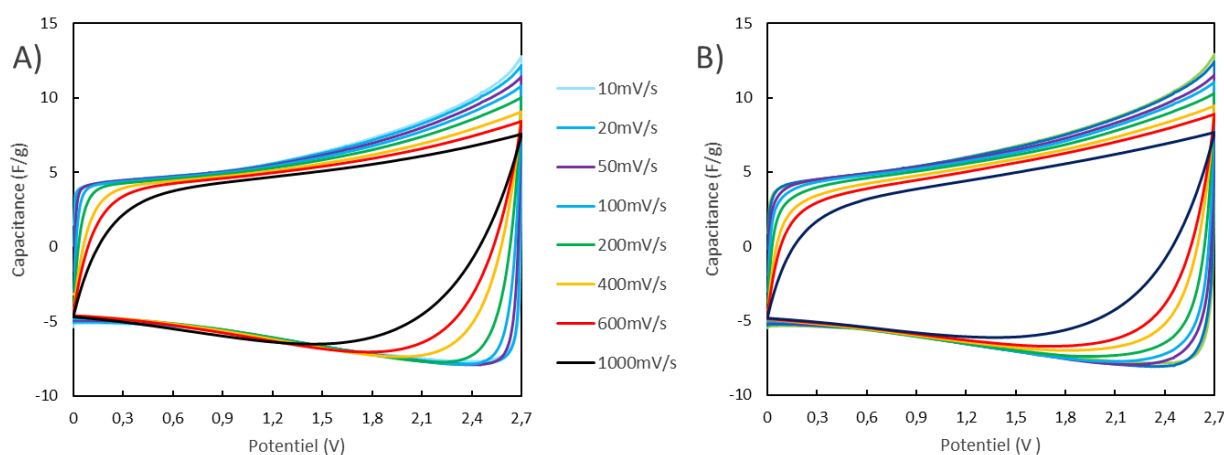 A)
15
10
5
0
-5
-10
Capacitance (F/g)
0 0,3 0,6 0,9 1,2 1,5 1,8 2,1 2,4 2,7
Potentiel (V)
10mV/s
20mV/s
50mV/s
100mV/s
200mV/s
400mV/s
600mV/s
1000mV/s
B)
15
10
5
0
-5
-10
Capacitance (F/g)
0 0,3 0,6 0,9 1,2 1,5 1,8 2,1 2,4 2,7
Potentiel (V )